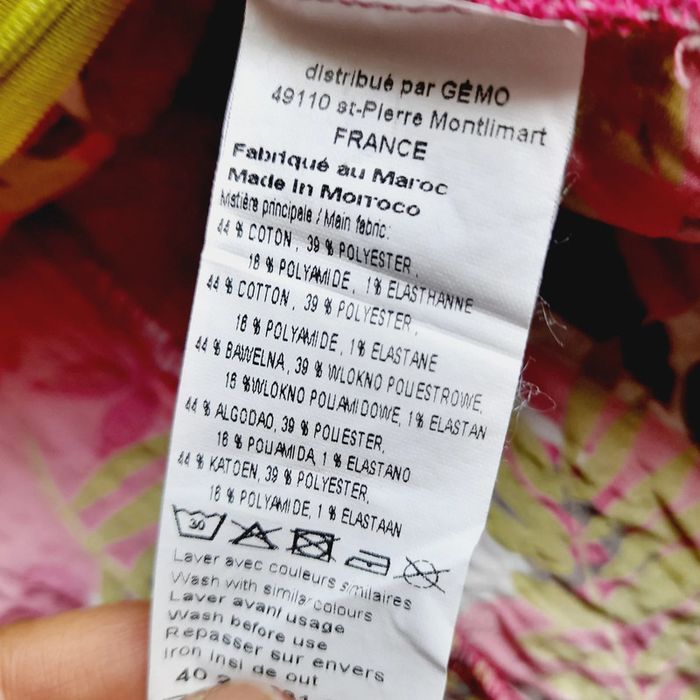 distribué par GÉMO
49110 st-Pierre Montlimart
FRANCE
Fabriqué au Maroc
Made in Morroco
Matière principale / Main fabric:
44 % COTON, 39 % POLYESTER,
16 % POLYAMIDE, 1% ELASTHANNE
44 % COTTON, 39 % POLYESTER,
16 % POLYAMIDE, 1% ELASTANE
44 % BAWELNA, 39 % WLOKNO POLIESTROWE,
16 %WLOKNO POLIAMIDOWE, 1% ELASTAN
44 % ALGODAO, 39 % POLIESTER,
16 % POLIAMIDA, 1 % ELASTANO
44 % KATOEN, 39 % POLYESTER,
16 % POLYAMIDE, 1 % ELASTAAN
30
Laver avec couleurs similaires
Wash with similar colours
Laver avant usage
Wash before use
Repasser sur envers
Iron insi de out
40 2